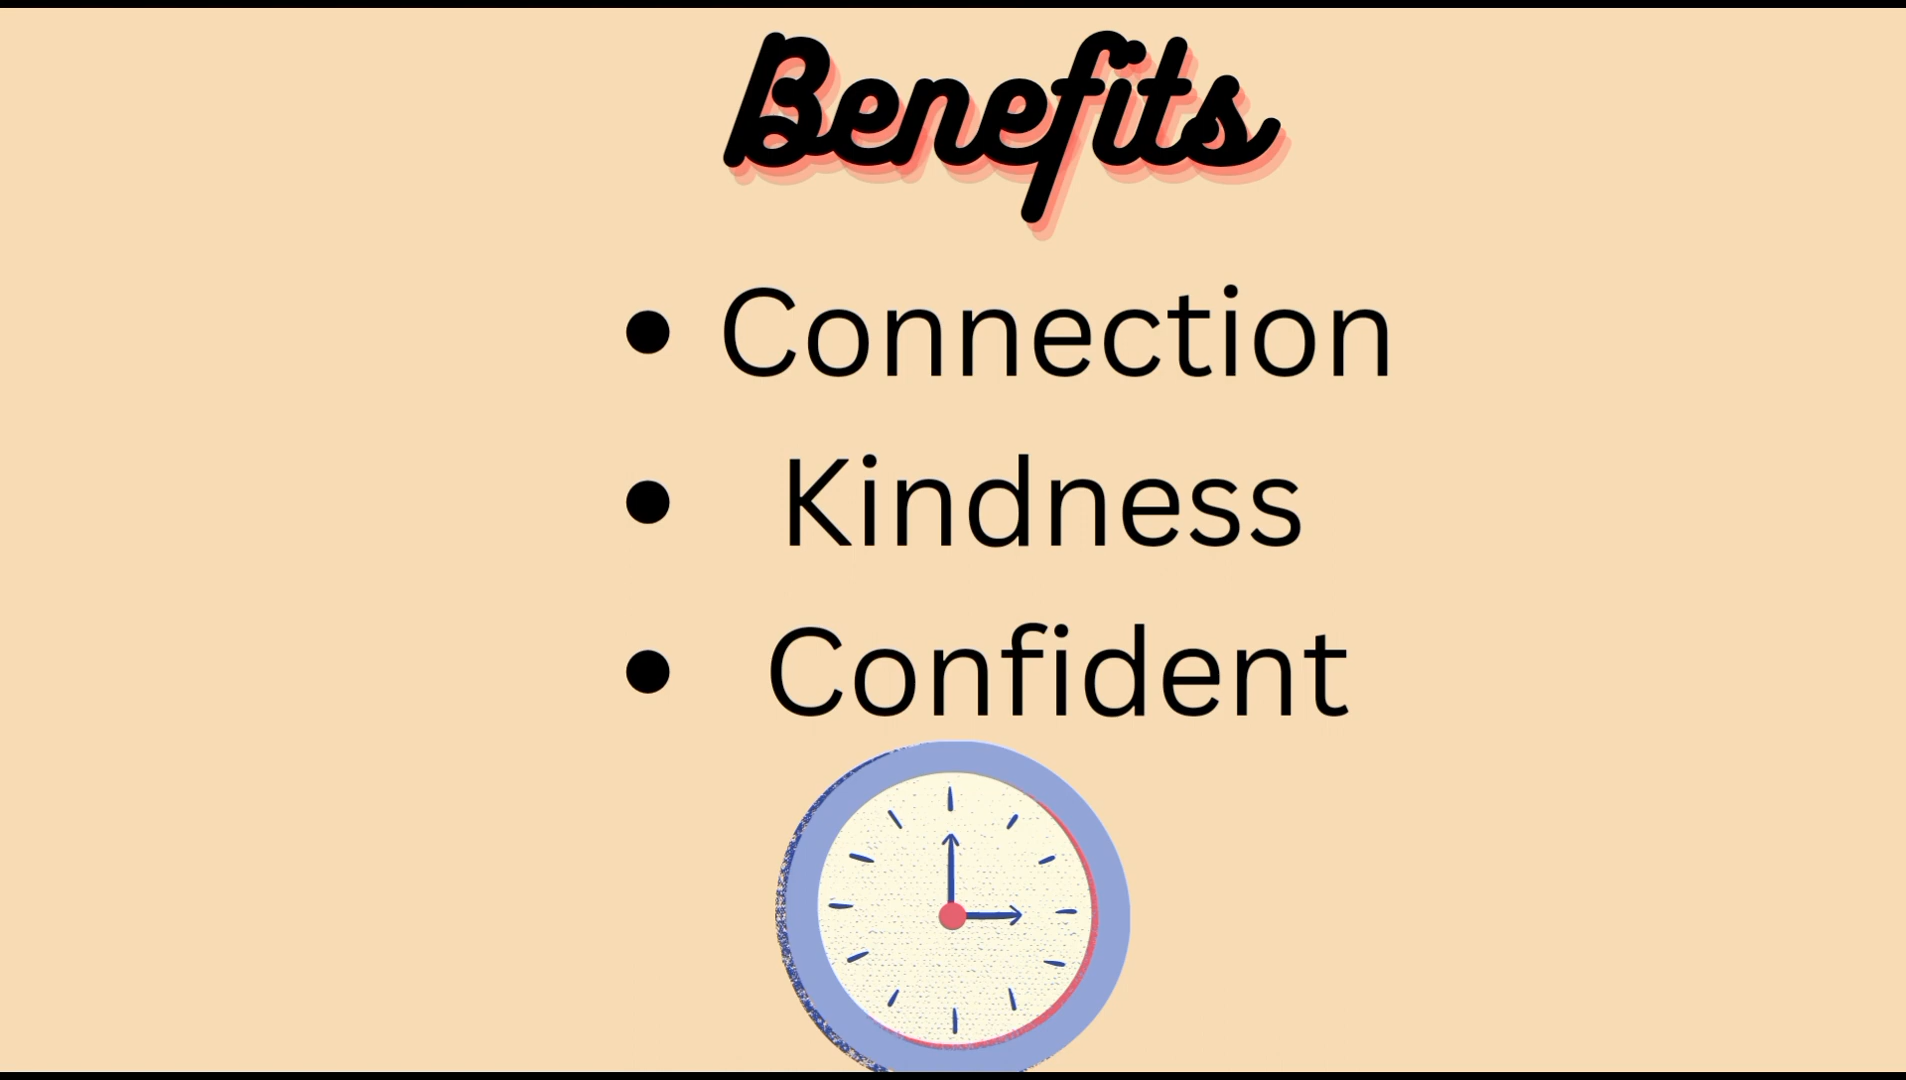 Benefits
• Connection
• Kindness
• Confident